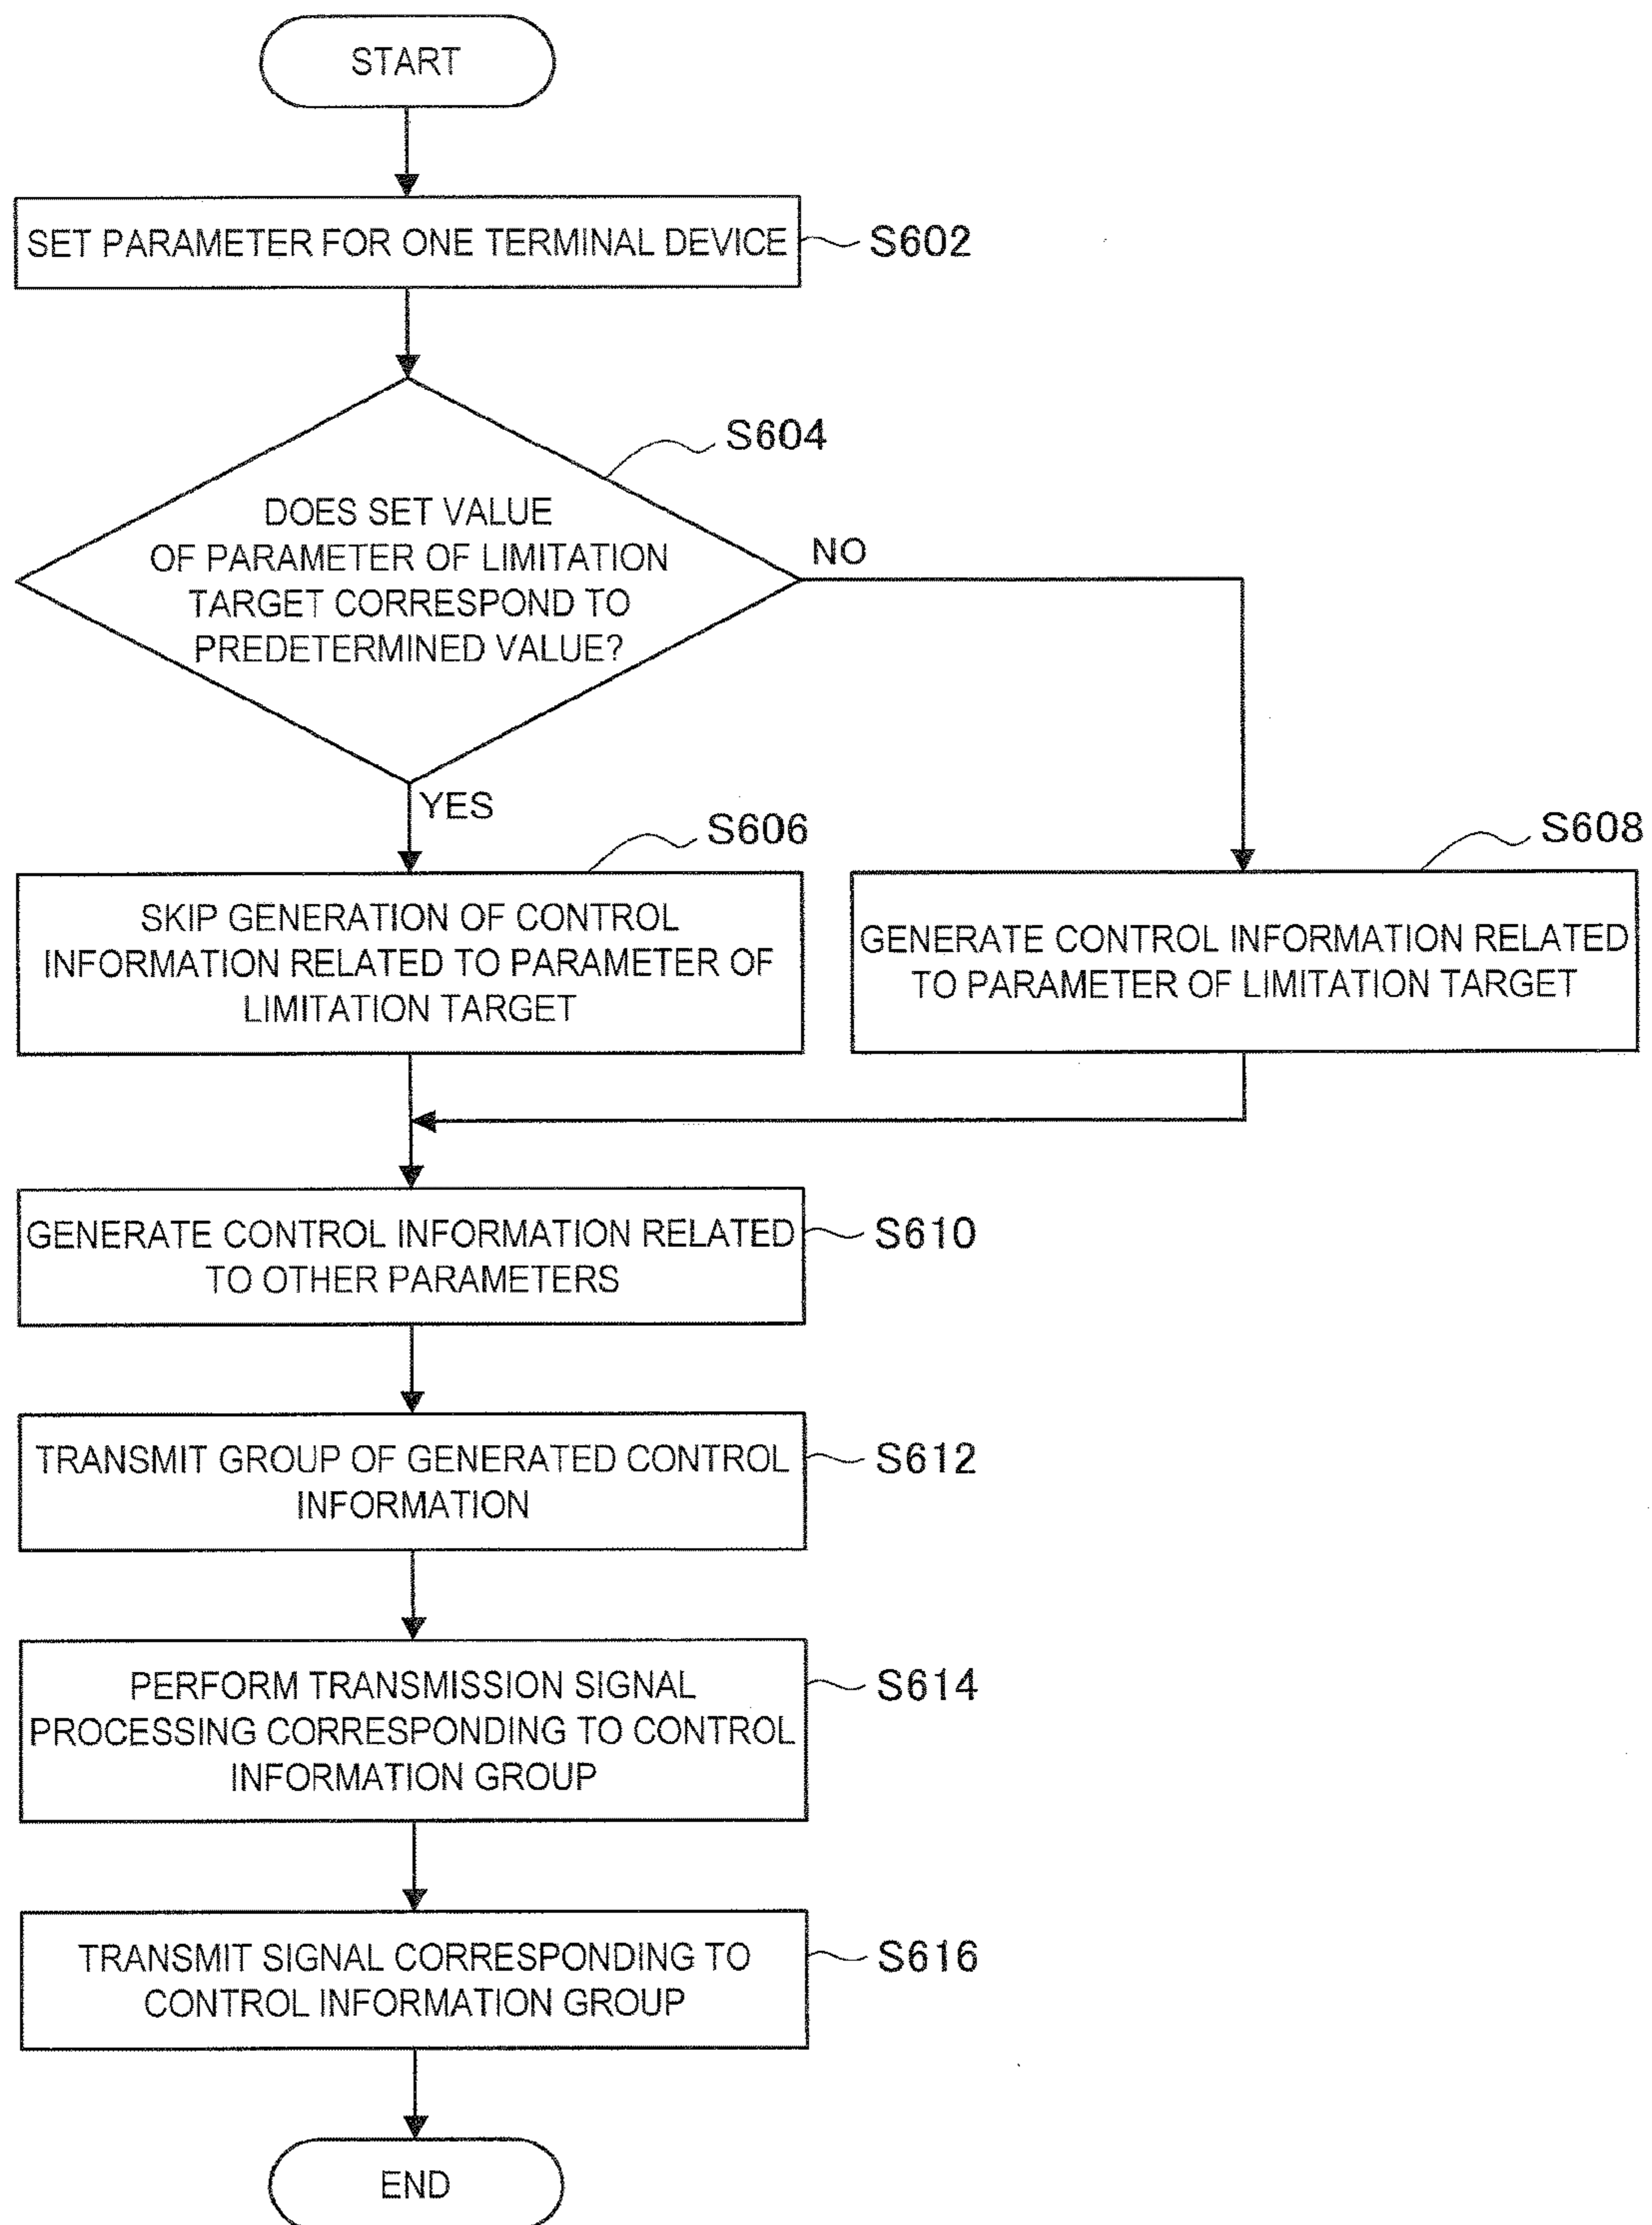 START
SET PARAMETER FOR ONE TERMINAL DEVICE
S602
S604
DOES SET VALUE
OF PARAMETER OF LIMITATION
TARGET CORRESPOND TO
PREDETERMINED VALUE?
NO
YES
S606
SKIP GENERATION OF CONTROL
INFORMATION RELATED TO PARAMETER OF
LIMITATION TARGET
S608
GENERATE CONTROL INFORMATION RELATED
TO PARAMETER OF LIMITATION TARGET
GENERATE CONTROL INFORMATION RELATED
TO OTHER PARAMETERS
S610
TRANSMIT GROUP OF GENERATED CONTROL
INFORMATION
S612
PERFORM TRANSMISSION SIGNAL
PROCESSING CORRESPONDING TO CONTROL
INFORMATION GROUP
S614
TRANSMIT SIGNAL CORRESPONDING TO
CONTROL INFORMATION GROUP
S616
END